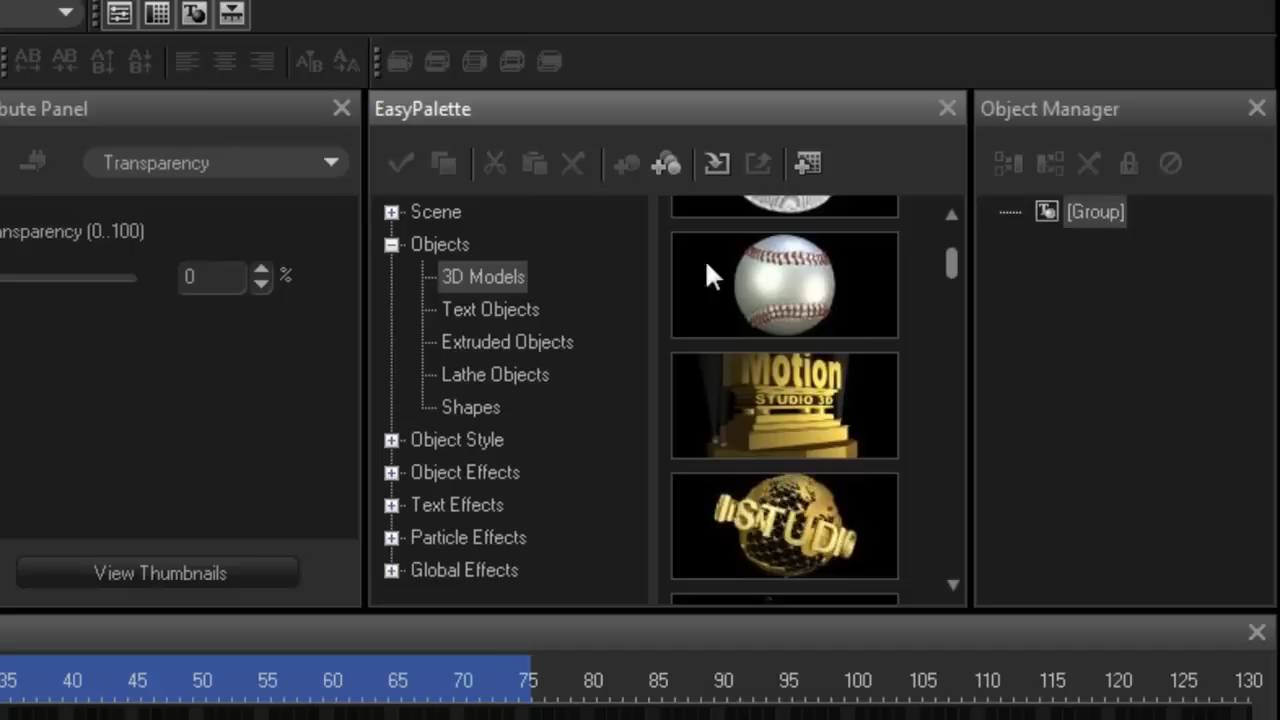 bute Panel
EasyPalette
Object Manager
Transparency
nsparency (0..100)
0
%
View Thumbnails
Scene
Objects
3D Models
Text Objects
Extruded Objects
Lathe Objects
Shapes
Object Style
Object Effects
Text Effects
Particle Effects
Global Effects
Motion
STUDIO 3D
STUDIO
[Group]
35 40 45 50 55 60 65 70 75 80 85 90 95 100 105 110 115 120 125 130